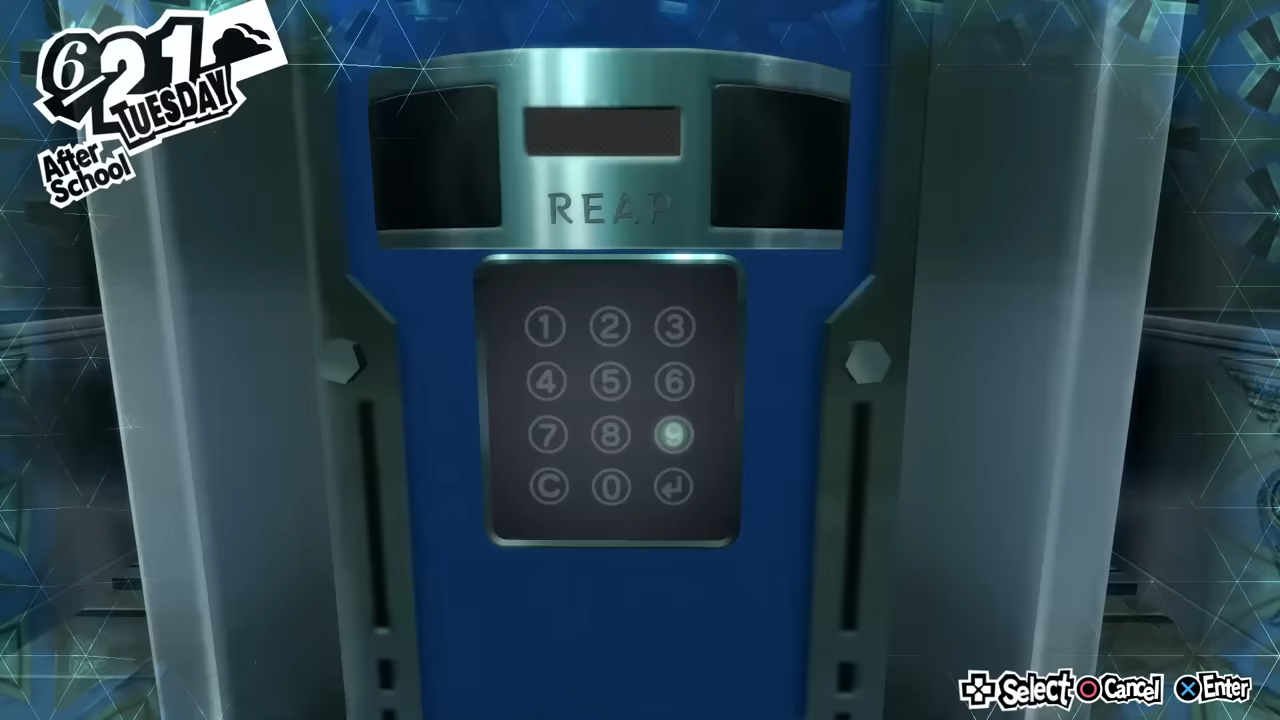 6/21
TUESDAY
After
School
REAP
1 2 3
4 5 6
7 8 9
C 0 ↵
Select Cancel Enter